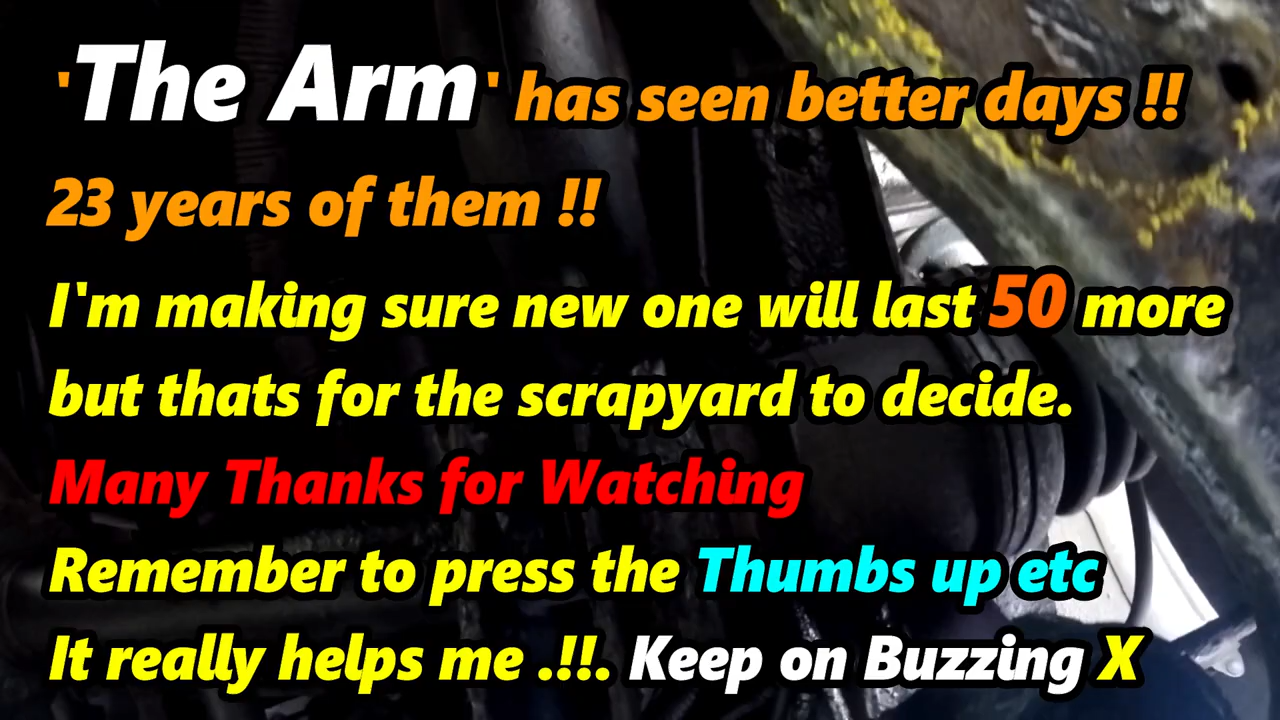 'The Arm' has seen better days !!
23 years of them !!
I'm making sure new one will last 50 more
but thats for the scrapyard to decide.
Many Thanks for Watching
Remember to press the Thumbs up etc
It really helps me .!!. Keep on Buzzing X